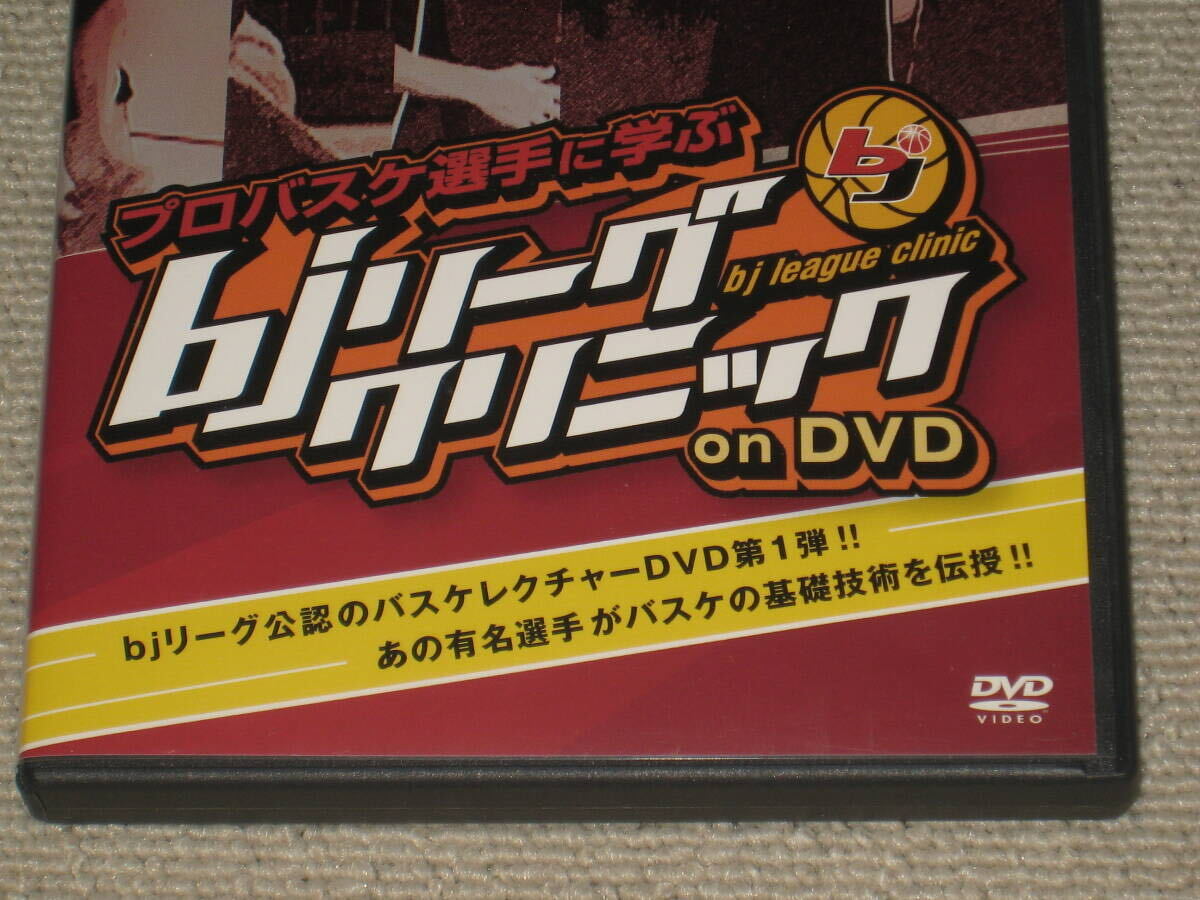 プロバスケ選手に学ぶ
bj
bjリーグ
bj league clinic
クリニック
on DVD
bjリーグ公認のバスケレクチャーDVD第1弾!!
あの有名選手がバスケの基礎技術を伝授!!
DVD
VIDEO